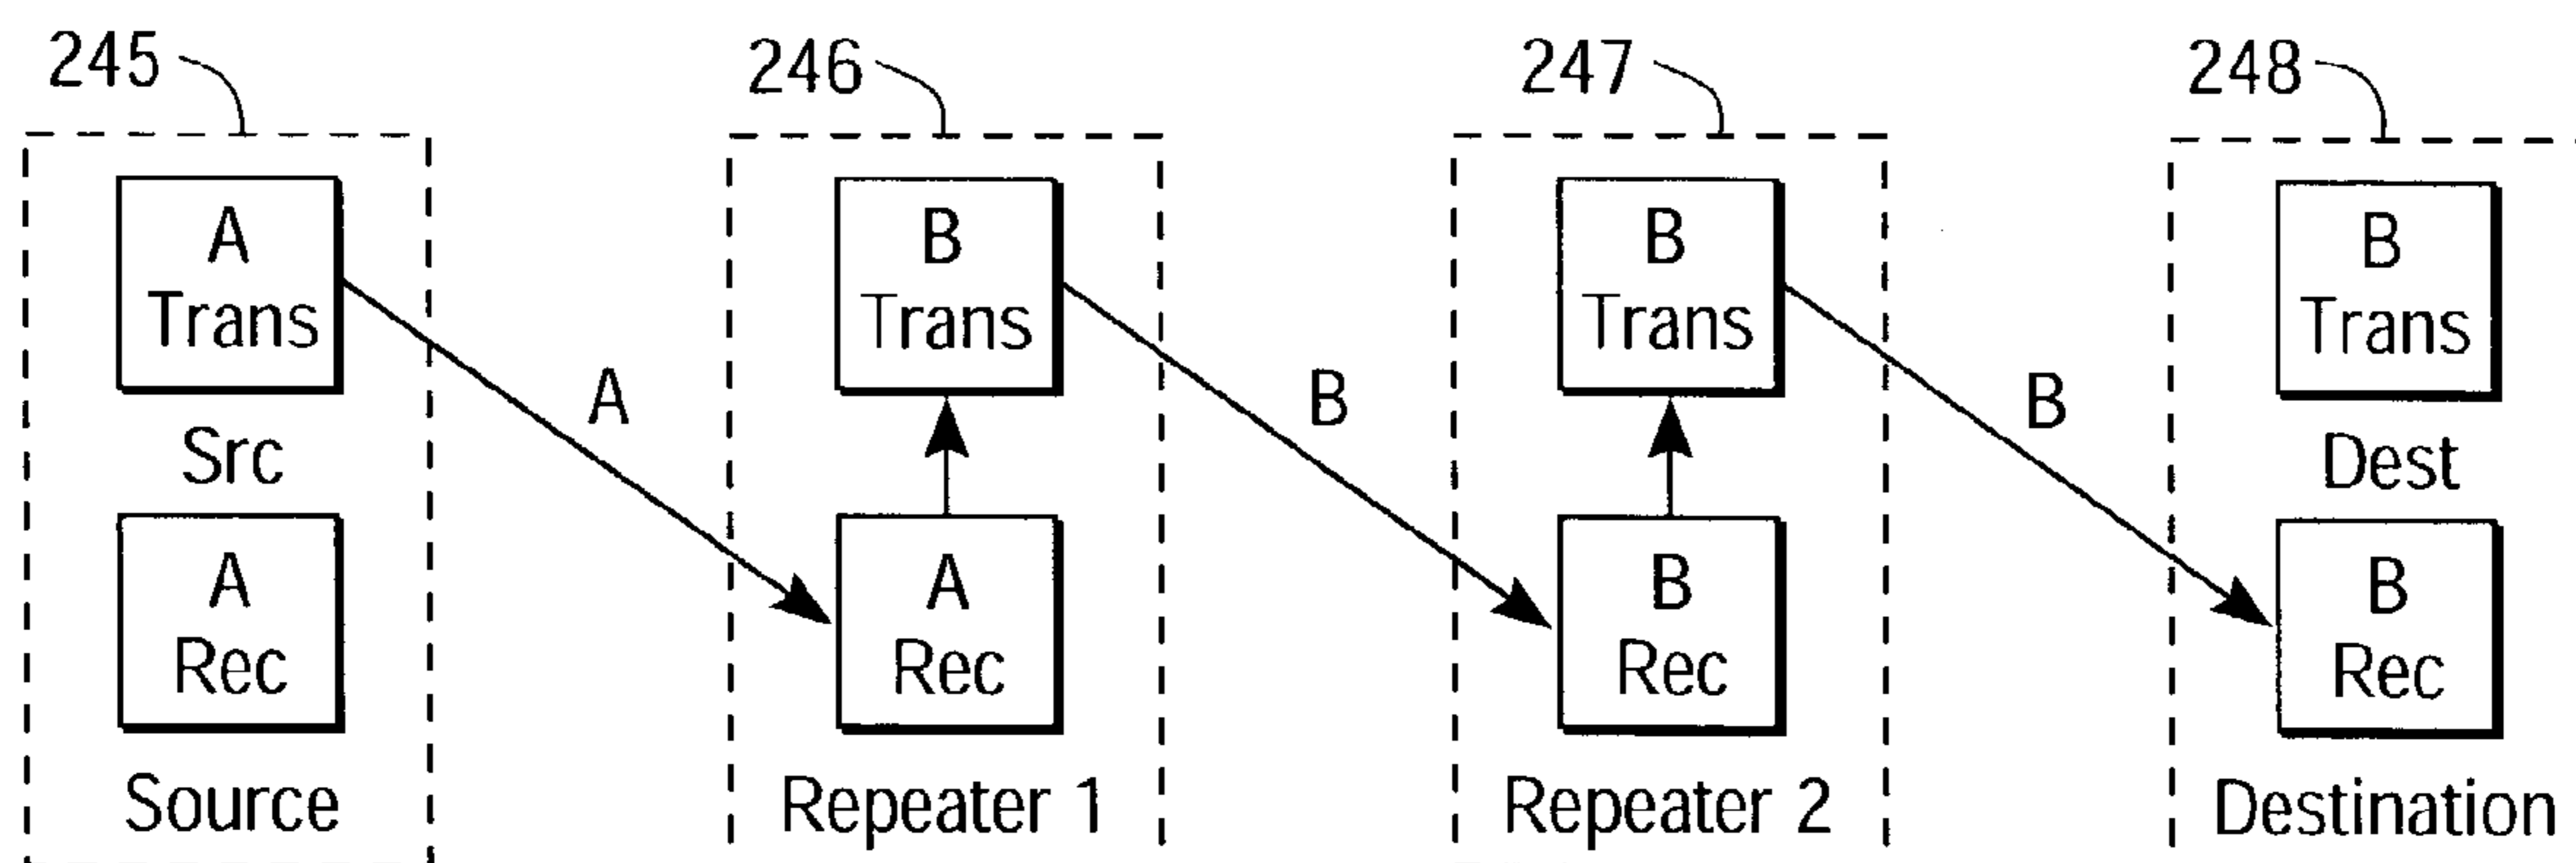 245
246
247
248
A
Trans
Src
A
Rec
Source
A
B
Trans
A
Rec
Repeater 1
B
B
Trans
B
Rec
Repeater 2
B
B
Trans
Dest
B
Rec
Destination